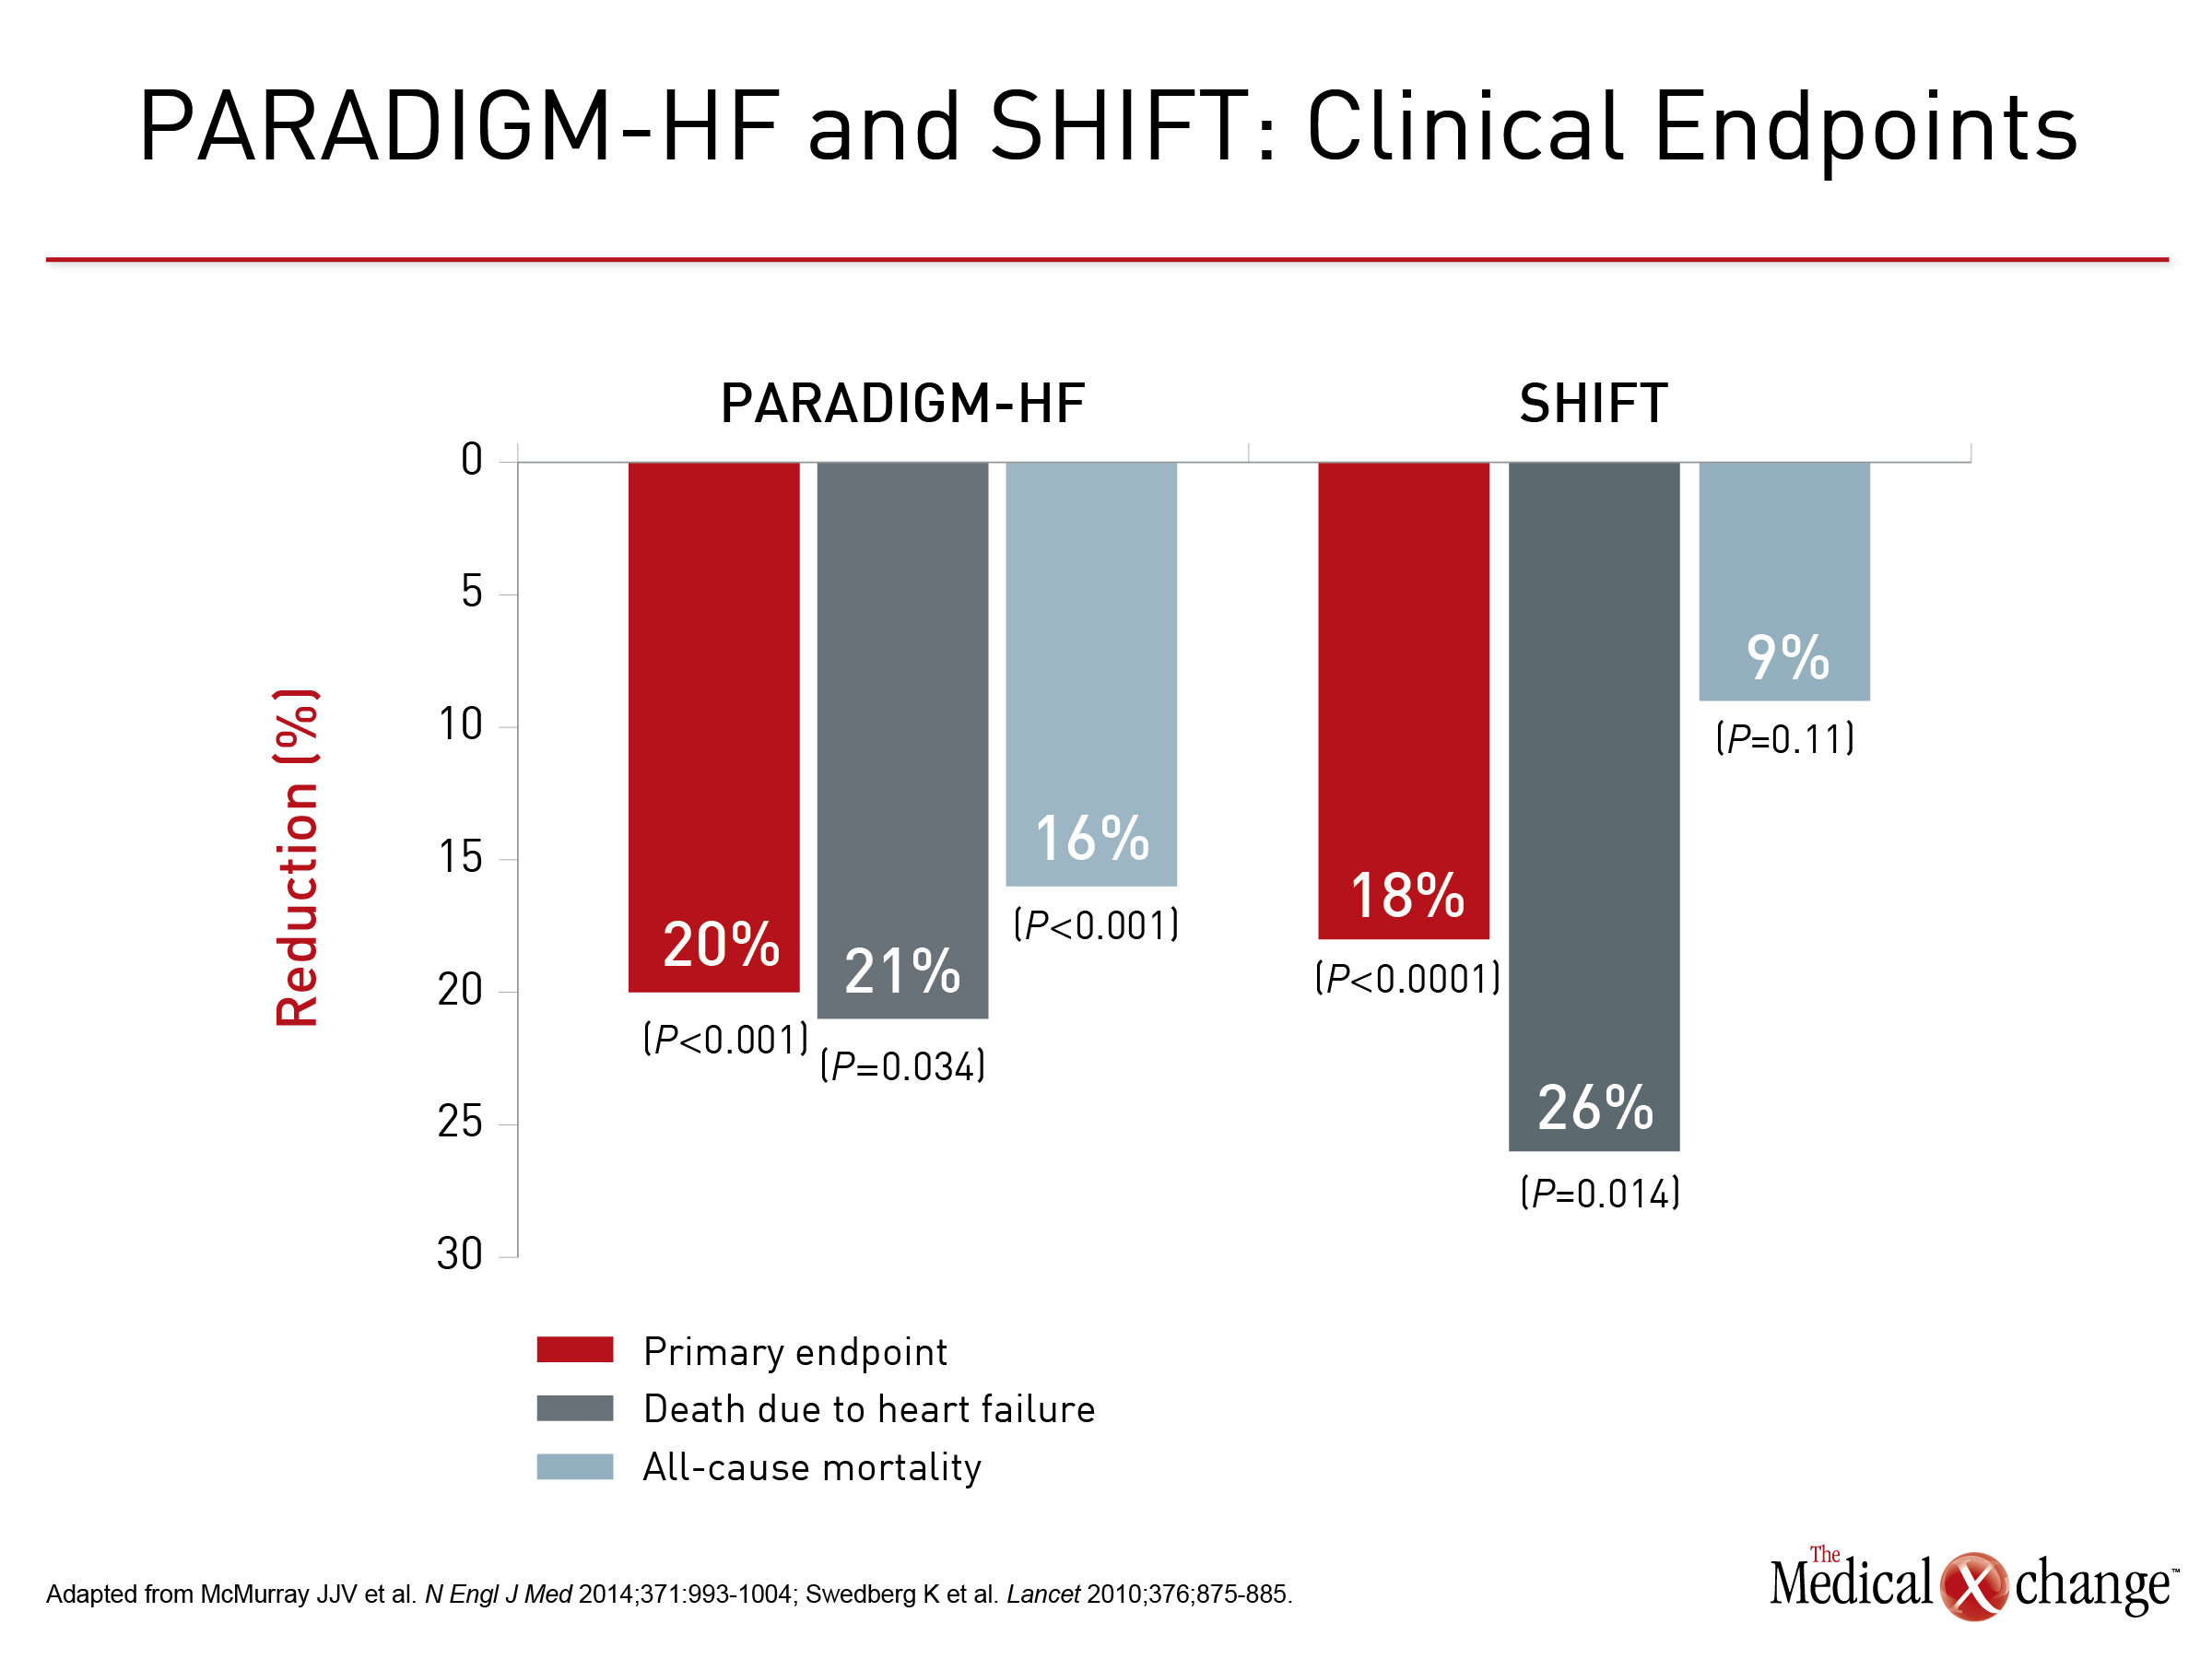 PARADIGM-HF and SHIFT: Clinical Endpoints
PARADIGM-HF
SHIFT
Reduction (%)
0
5
10
15
20
25
30
20%
(P<0.001)
21%
(P=0.034)
16%
(P<0.001)
18%
(P<0.0001)
26%
(P=0.014)
9%
(P=0.11)
Primary endpoint
Death due to heart failure
All-cause mortality
Adapted from McMurray JJV et al. N Engl J Med 2014;371:993-1004; Swedberg K et al. Lancet 2010;376;875-885.
The
Medical Xchange™